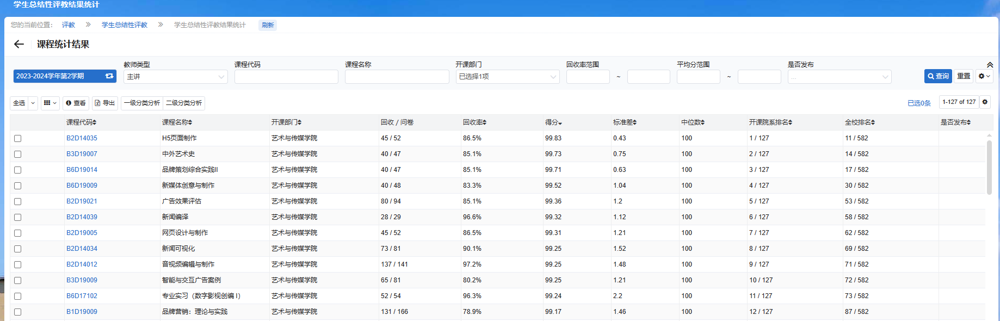 学生总结性评教结果统计
您的当前位置： 评教 学生总结性评教 学生总结性评教结果统计 刷新
课程统计结果
教师类型 课程代码 课程名称 开课部门 回收率范围 平均分范围 是否发布
2023-2024学年第2学期 主讲 已选择1项 ~ ~ ... 查询 重置
全选 查看 导出 一级分类分析 二级分类分析 已选0条 1-127 of 127
课程代码 课程名称 开课部门 回收 / 问卷 回收率 得分 标准差 中位数 开课院系排名 全校排名 是否发布
B2D14035 H5页面制作 艺术与传媒学院 45 / 52 86.5% 99.83 0.43 100 1 / 127 11 / 582
B3D19007 中外艺术史 艺术与传媒学院 40 / 47 85.1% 99.73 0.75 100 2 / 127 14 / 582
B6D19014 品牌策划综合实践II 艺术与传媒学院 40 / 47 85.1% 99.71 0.63 100 3 / 127 17 / 582
B6D19009 新媒体创意与制作 艺术与传媒学院 40 / 48 83.3% 99.52 1.04 100 4 / 127 30 / 582
B2D19021 广告效果评估 艺术与传媒学院 80 / 94 85.1% 99.36 1.2 100 5 / 127 53 / 582
B2D14039 新闻编译 艺术与传媒学院 28 / 29 96.6% 99.32 1.12 100 6 / 127 58 / 582
B2D19005 网页设计与制作 艺术与传媒学院 45 / 52 86.5% 99.31 1.21 100 7 / 127 62 / 582
B2D14034 新闻可视化 艺术与传媒学院 73 / 81 90.1% 99.25 1.52 100 8 / 127 69 / 582
B2D14012 音视频编辑与制作 艺术与传媒学院 137 / 141 97.2% 99.25 1.48 100 9 / 127 71 / 582
B3D19009 智能与交互广告案例 艺术与传媒学院 65 / 81 80.2% 99.25 1.21 100 10 / 127 72 / 582
B6D17102 专业实习（数字影视创编 I） 艺术与传媒学院 52 / 54 96.3% 99.24 2.2 100 11 / 127 73 / 582
B1D19009 品牌营销：理论与实践 艺术与传媒学院 131 / 166 78.9% 99.17 1.46 100 12 / 127 87 / 582